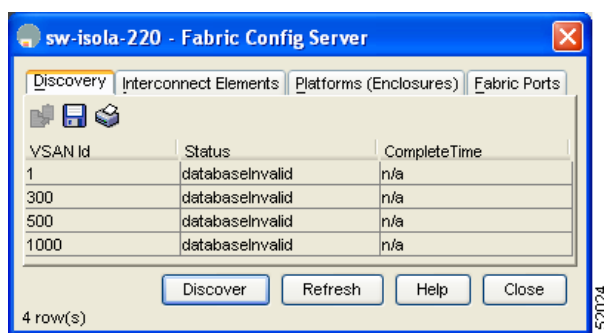 sw-isola-220 - Fabric Config Server
Discovery Interconnect Elements Platforms (Enclosures) Fabric Ports
VSAN Id Status CompleteTime
1 databaseInvalid n/a
300 databaseInvalid n/a
500 databaseInvalid n/a
1000 databaseInvalid n/a
Discover Refresh Help Close
4 row(s)